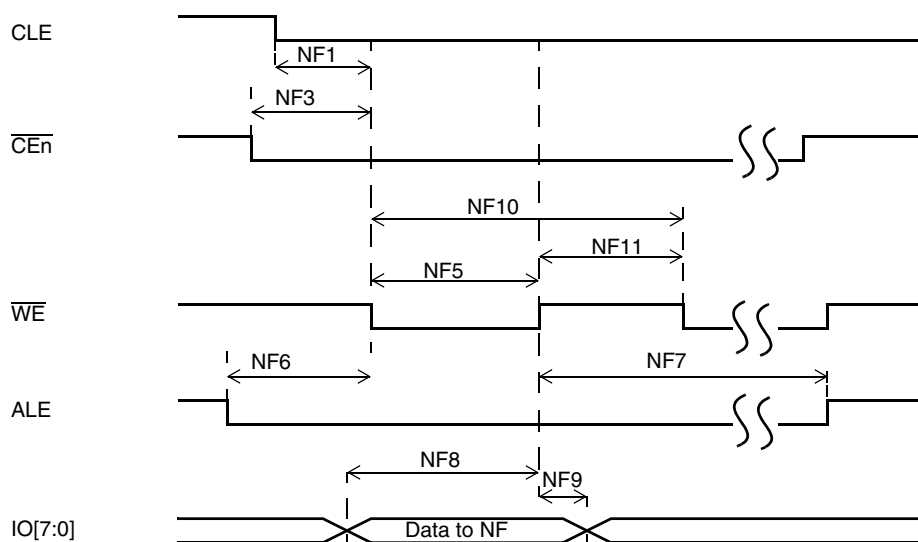 CLE
NF1
NF3
CEn
NF10
NF11
NF5
WE
NF6
NF7
ALE
NF8
NF9
IO[7:0]
Data to NF